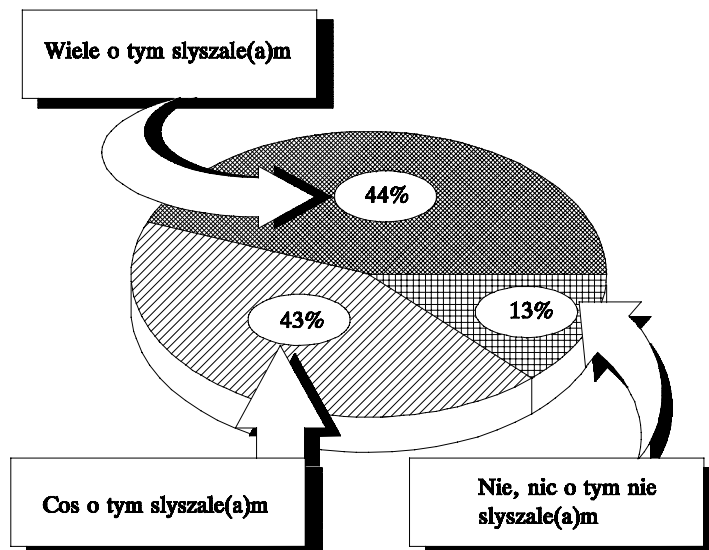 Wiele o tym slyszale(a)m
44%
43%
13%
Cos o tym slyszale(a)m
Nie, nic o tym nie
slyszale(a)m